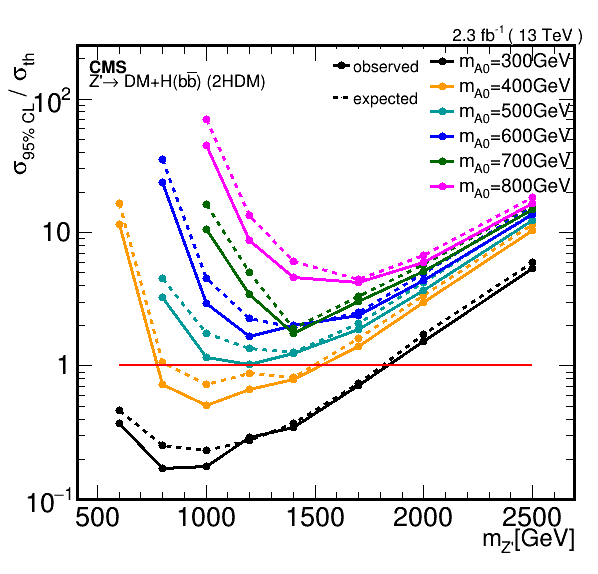 2.3 fb⁻¹ ( 13 TeV )
CMS
Z'→ DM+H(bb̅) (2HDM)
observed
expected
m_A0=300GeV
m_A0=400GeV
m_A0=500GeV
m_A0=600GeV
m_A0=700GeV
m_A0=800GeV
σ_95% CL / σ_th
10²
10
1
10⁻¹
500 1000 1500 2000 2500
m_Z'[GeV]